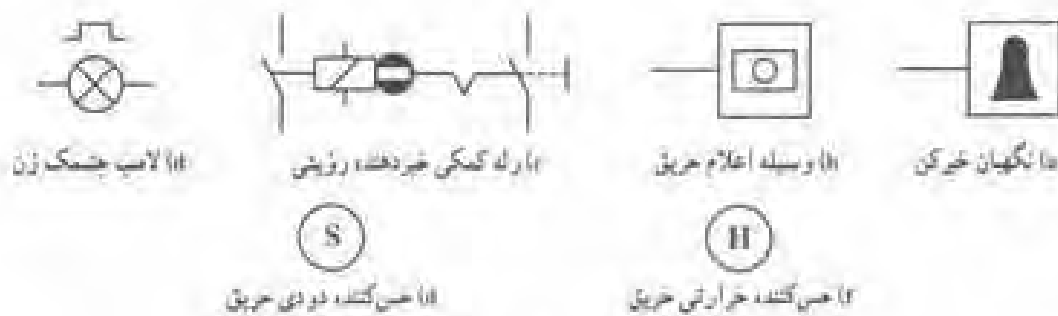 a) نگهبان خبرکن
b) وسیله اعلام حریق
c) رله کمکی خبردهنده رزینی
d) لامپ چشمک زن
H
S
f) حس‌کننده حرارتی حریق
d) حس‌کننده دودی حریق